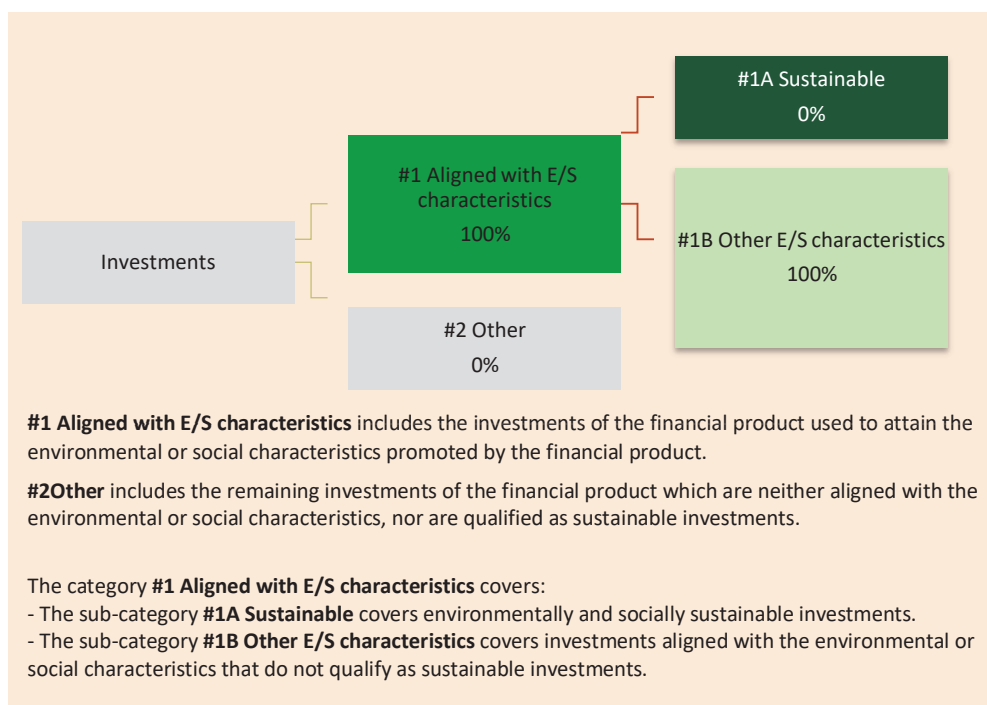 #1A Sustainable
0%
#1 Aligned with E/S
characteristics
100%
#1B Other E/S characteristics
100%
Investments
#2 Other
0%
#1 Aligned with E/S characteristics includes the investments of the financial product used to attain the
environmental or social characteristics promoted by the financial product.
#2Other includes the remaining investments of the financial product which are neither aligned with the
environmental or social characteristics, nor are qualified as sustainable investments.
The category #1 Aligned with E/S characteristics covers:
- The sub-category #1A Sustainable covers environmentally and socially sustainable investments.
- The sub-category #1B Other E/S characteristics covers investments aligned with the environmental or
social characteristics that do not qualify as sustainable investments.